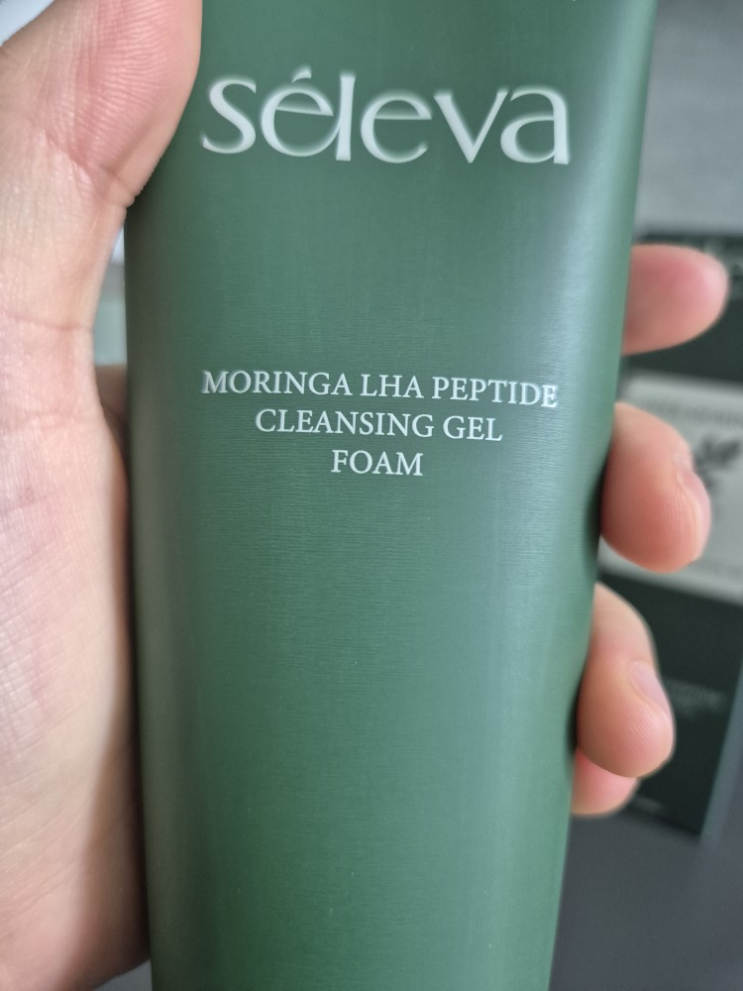 séleva
MORINGA LHA PEPTIDE
CLEANSING GEL
FOAM